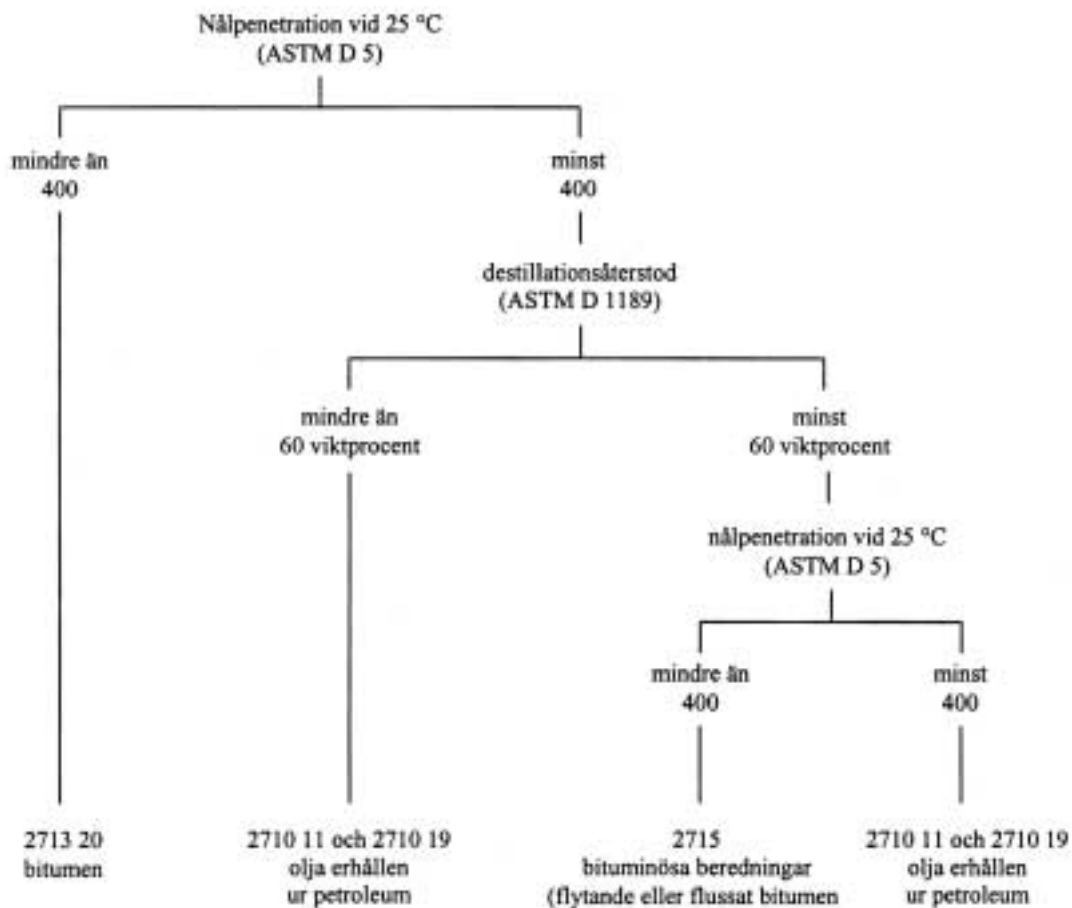 Nålpenetration vid 25 °C
(ASTM D 5)
mindre än
400
minst
400
destillationsåterstod
(ASTM D 1189)
mindre än
60 viktprocent
minst
60 viktprocent
nålpenetration vid 25 °C
(ASTM D 5)
mindre än
400
minst
400
2713 20
bitumen
2710 11 och 2710 19
olja erhållen
ur petroleum
2715
bituminösa beredningar
(flytande eller flussat bitumen
2710 11 och 2710 19
olja erhållen
ur petroleum